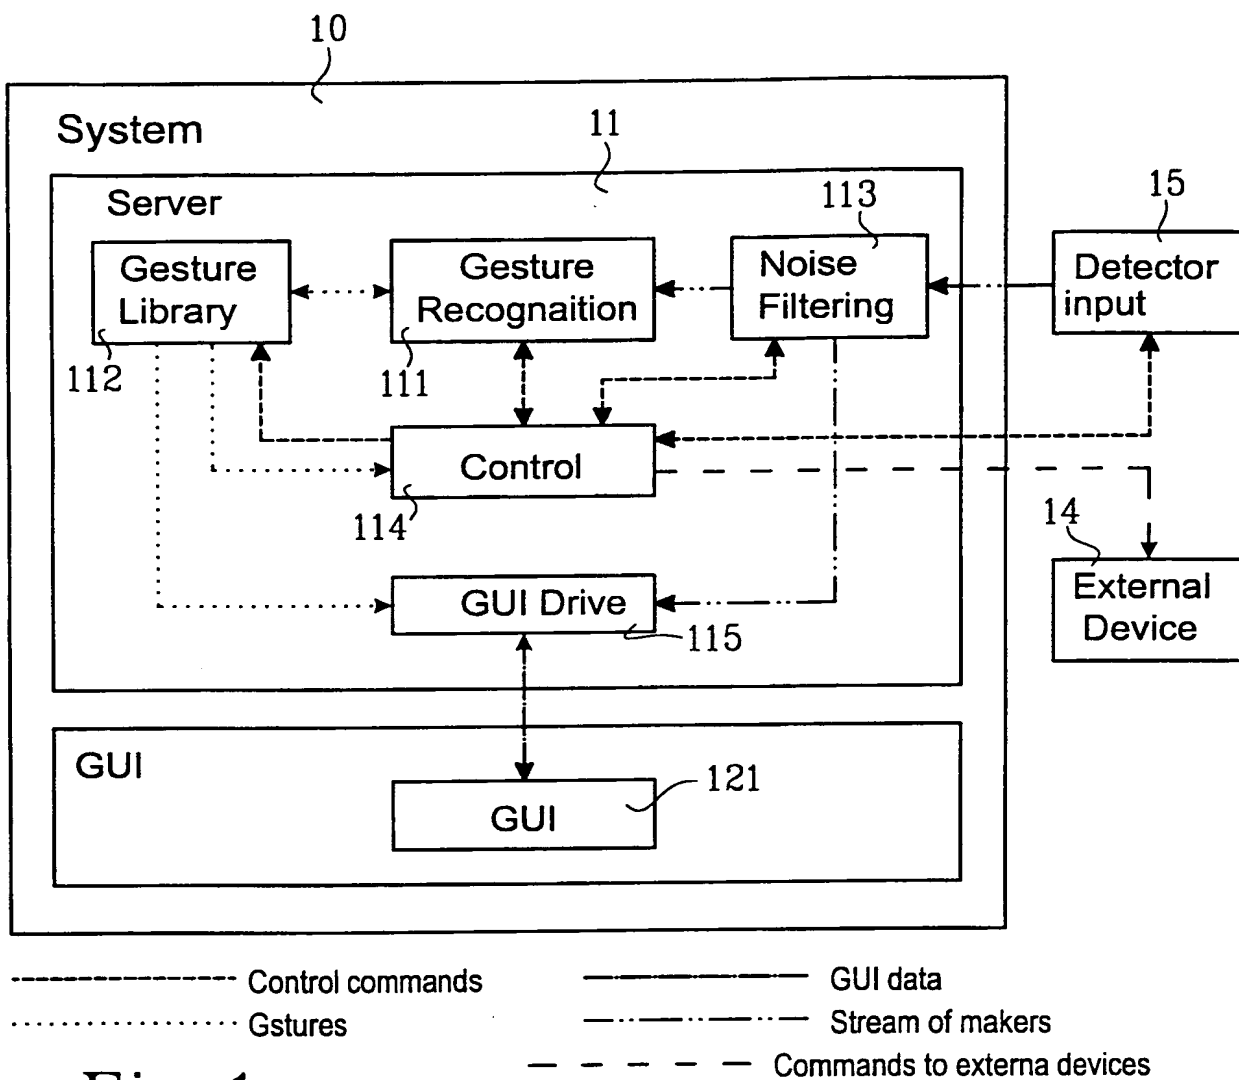 10
System
11
Server
113
15
Gesture
Library
Gesture
Recognaition
Noise
Filtering
Detector
input
112
111
Control
114
14
GUI Drive
115
External
Device
GUI
121
GUI
Control commands
GUI data
Gstures
Stream of makers
Commands to externa devices